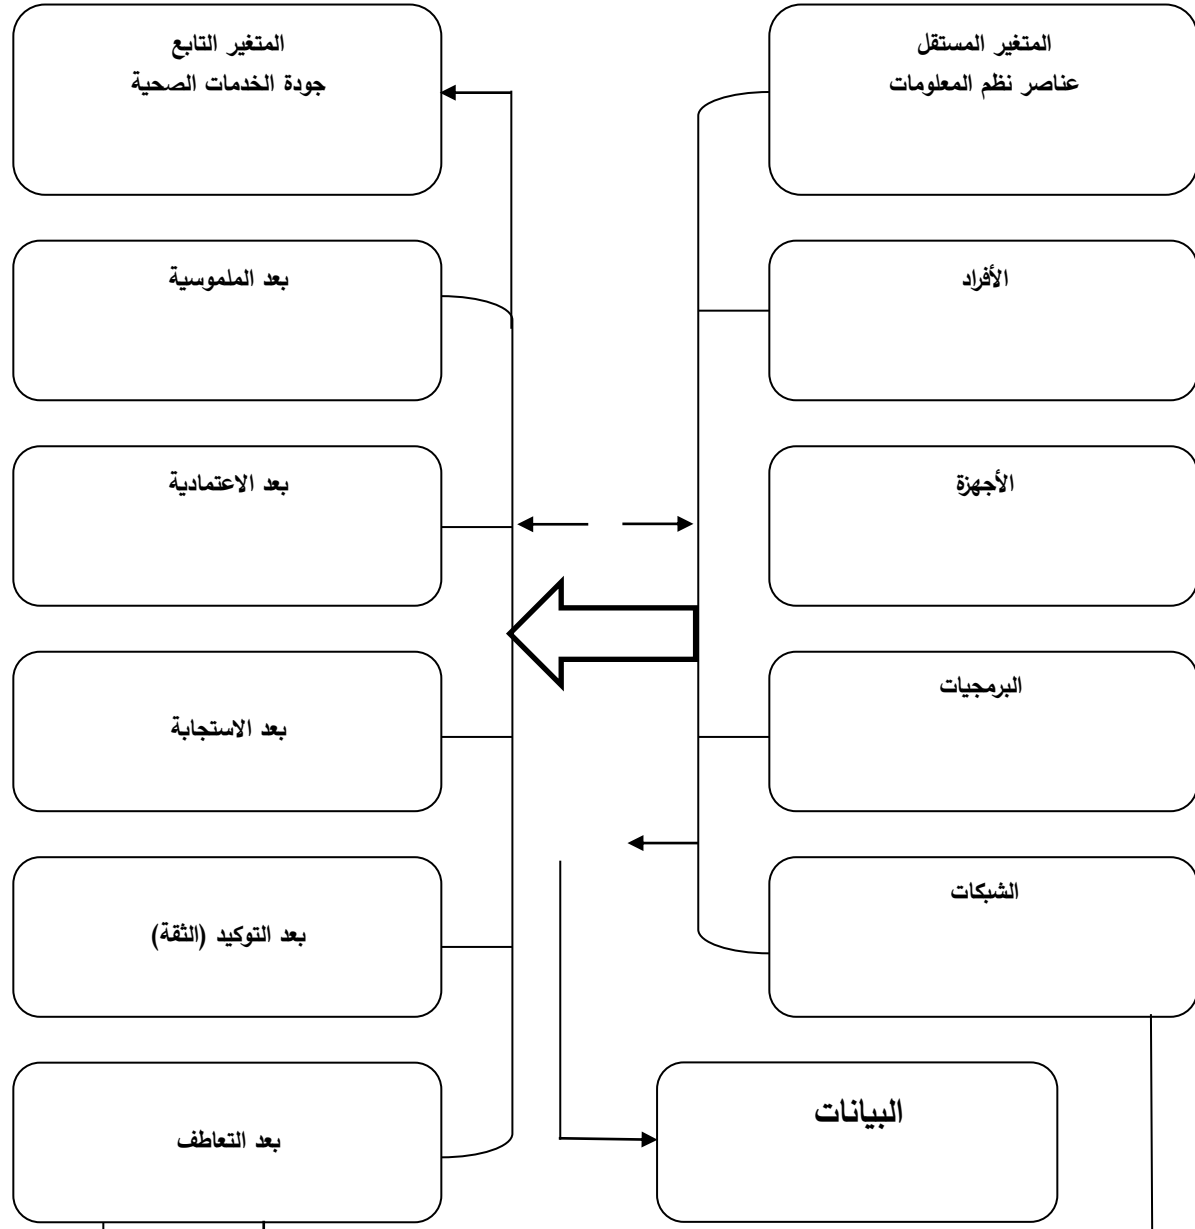 المتغير المستقل
عناصر نظم المعلومات
الأفراد
الأجهزة
البرمجيات
الشبكات
البيانات
المتغير التابع
جودة الخدمات الصحية
بعد الملموسية
بعد الاعتمادية
بعد الاستجابة
بعد التوكيد (الثقة)
بعد التعاطف